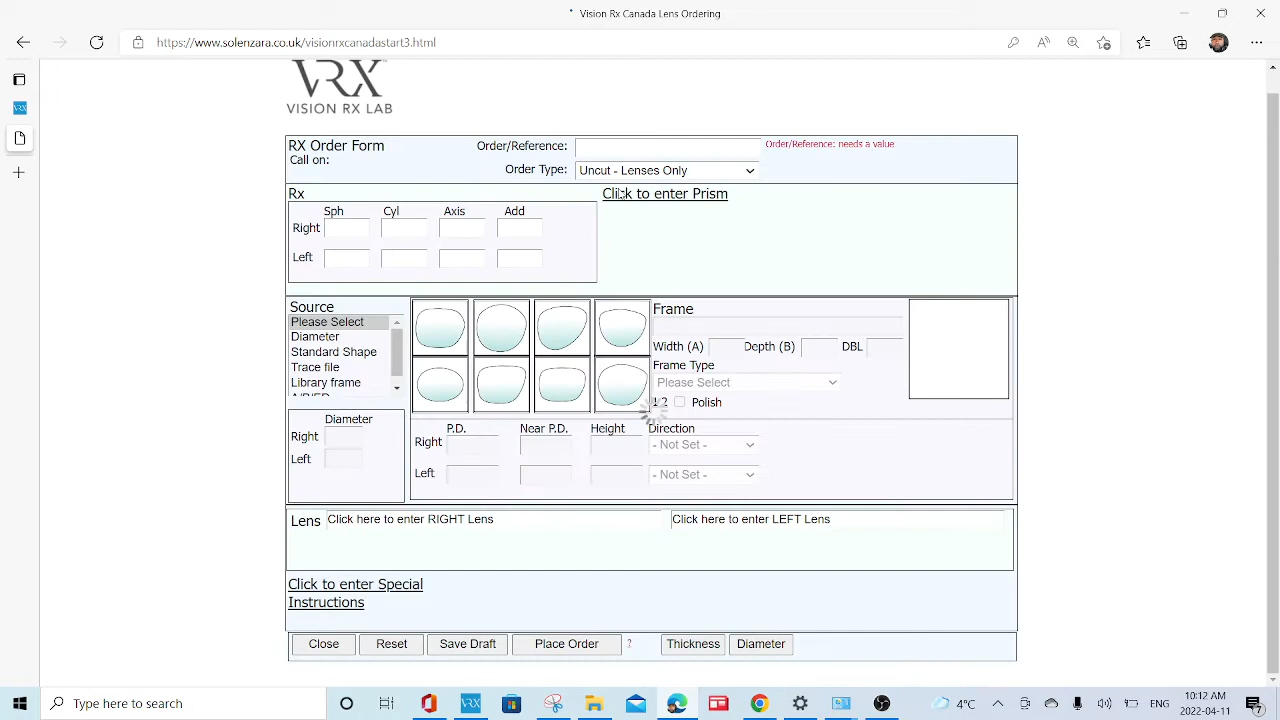 Vision Rx Canada Lens Ordering
https://www.solenzara.co.uk/visionrxcanadastart3.html
VRX
VISION RX LAB
RX Order Form
Call on:
Order/Reference:
Order/Reference: needs a value
Order Type:
Uncut - Lenses Only
Rx
Click to enter Prism
Sph Cyl Axis Add
Right
Left
Source
Please Select
Diameter
Standard Shape
Trace file
Library frame
Frame
Width (A) Depth (B) DBL
Frame Type
Please Select
Polish
Diameter
Right
Left
P.D. Near P.D. Height Direction
Right - Not Set -
Left - Not Set -
Lens Click here to enter RIGHT Lens Click here to enter LEFT Lens
Click to enter Special
Instructions
Close Reset Save Draft Place Order ? Thickness Diameter
Type here to search
VRX
4°C
ENG
10:12 AM
2022-04-11
7